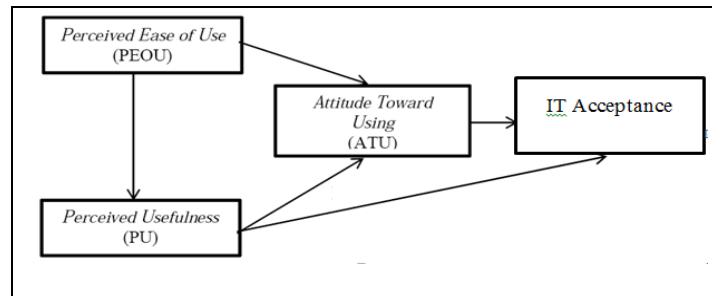 Perceived Ease of Use
(PEOU)
Attitude Toward
Using
(ATU)
IT Acceptance
Perceived Usefulness
(PU)